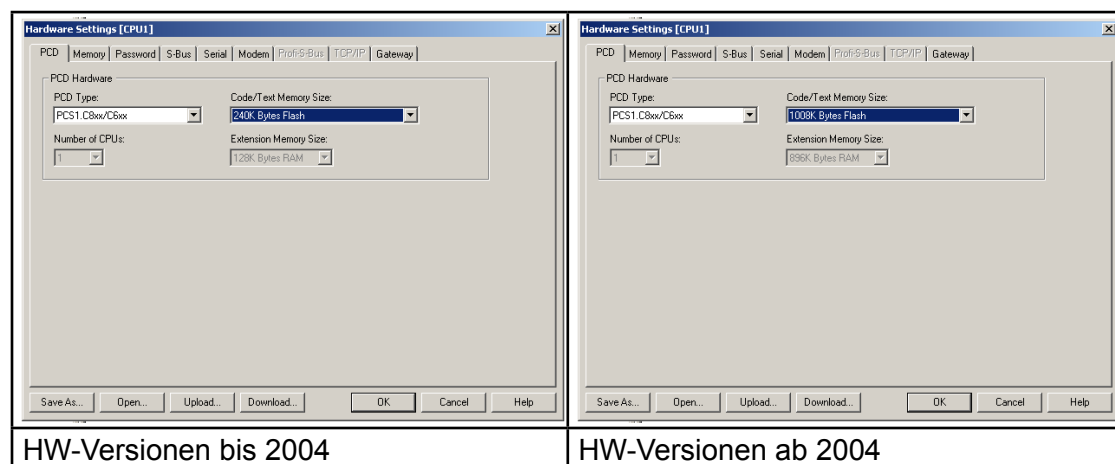 Hardware Settings [CPU1]
PCD Memory Password S-Bus Serial Modem Profi-S-Bus TCP/IP Gateway
PCD Hardware
PCD Type:
Code/Text Memory Size:
PCS1.C8xx/C6xx
240K Bytes Flash
Number of CPUs:
Extension Memory Size:
1
128K Bytes RAM
Save As... Open... Upload... Download... OK Cancel Help
HW-Versionen bis 2004
Hardware Settings [CPU1]
PCD Memory Password S-Bus Serial Modem Profi-S-Bus TCP/IP Gateway
PCD Hardware
PCD Type:
Code/Text Memory Size:
PCS1.C8xx/C6xx
1008K Bytes Flash
Number of CPUs:
Extension Memory Size:
1
896K Bytes RAM
Save As... Open... Upload... Download... OK Cancel Help
HW-Versionen ab 2004